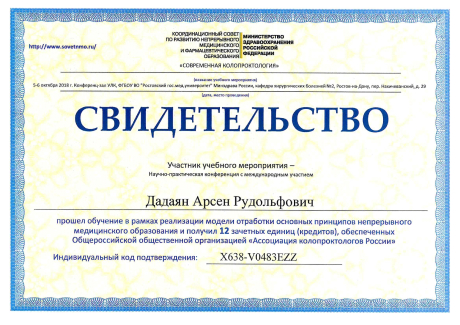 КООРДИНАЦИОННЫЙ СОВЕТ
ПО РАЗВИТИЮ НЕПРЕРЫВНОГО
МЕДИЦИНСКОГО
И ФАРМАЦЕВТИЧЕСКОГО
ОБРАЗОВАНИЯ
МИНИСТЕРСТВО
ЗДРАВООХРАНЕНИЯ
РОССИЙСКОЙ
ФЕДЕРАЦИИ
http://www.sovetnmo.ru/
«СОВРЕМЕННАЯ КОЛОПРОКТОЛОГИЯ»
(название учебного мероприятия)
5-6 октября 2018 г. Конференц-зал УЛК, ФГБОУ ВО "Ростовский гос.мед.университет" Минздрава России, кафедра хирургических болезней№2, Ростов-на-Дону, пер. Нахичеванский, д. 29
(дата, место проведения)
СВИДЕТЕЛЬСТВО
Участник учебного мероприятия –
Научно-практическая конференция с международным участием
Дадаян Арсен Рудольфович
прошел обучение в рамках реализации модели отработки основных принципов непрерывного
медицинского образования и получил 12 зачетных единиц (кредитов), обеспеченных
Общероссийской общественной организацией «Ассоциация колопроктологов России»
Индивидуальный код подтверждения: X638-V0483EZZ